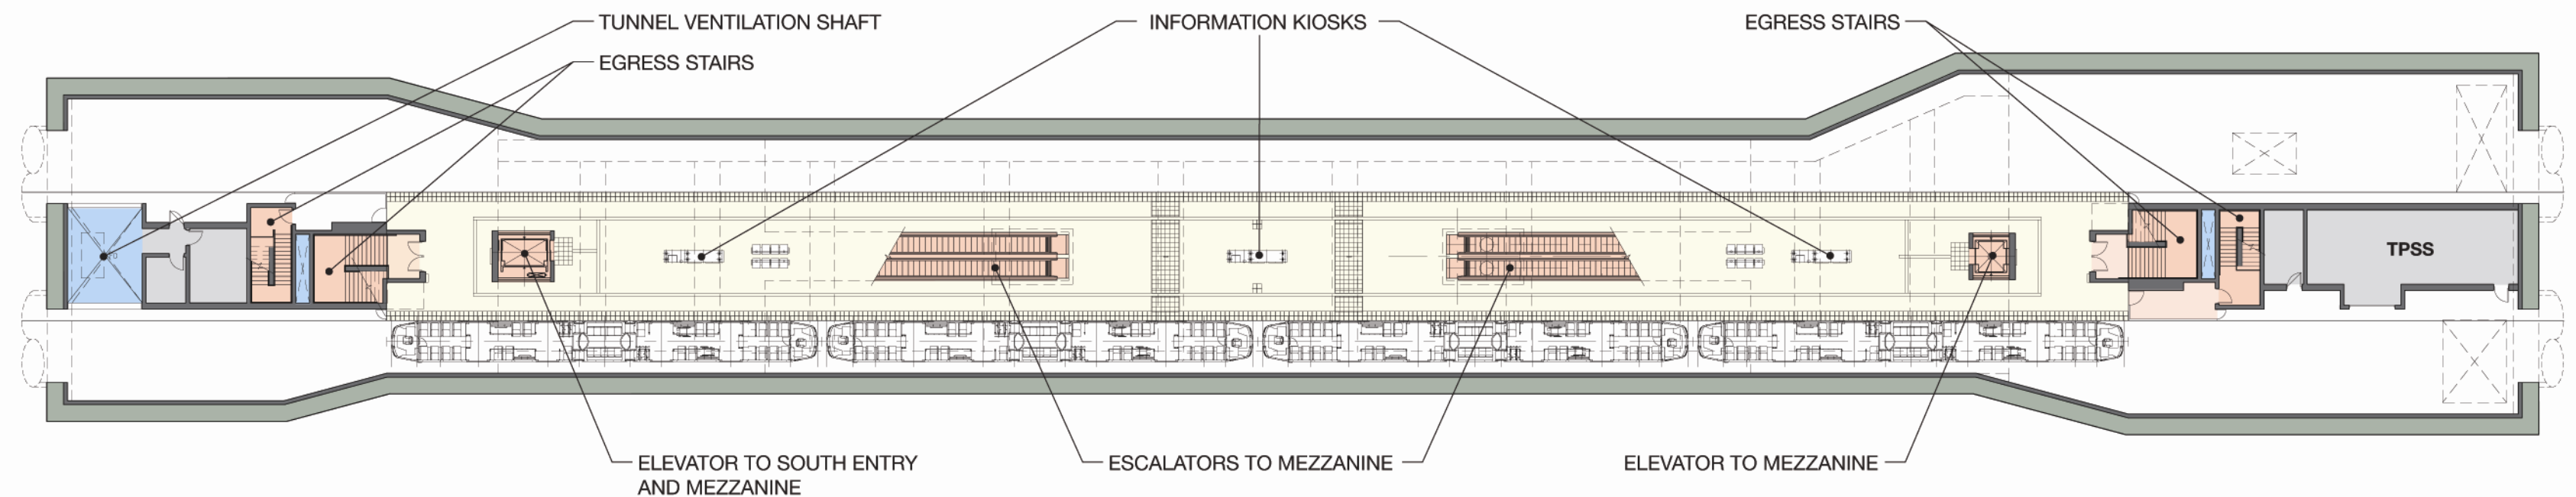 TUNNEL VENTILATION SHAFT
INFORMATION KIOSKS
EGRESS STAIRS
EGRESS STAIRS
TPSS
ELEVATOR TO SOUTH ENTRY
AND MEZZANINE
ESCALATORS TO MEZZANINE
ELEVATOR TO MEZZANINE